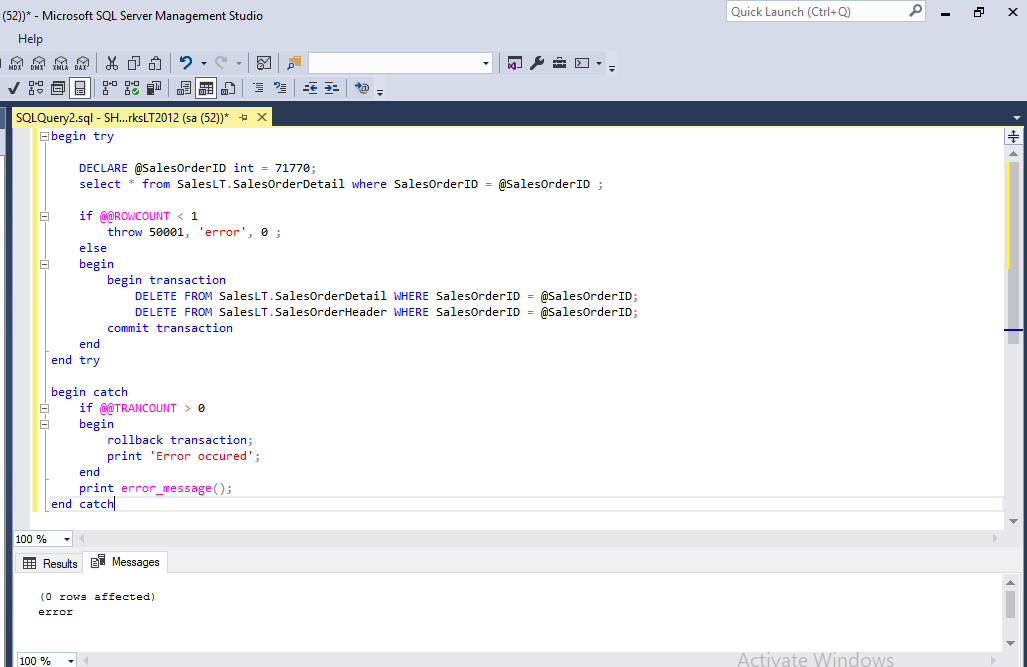 (52))* - Microsoft SQL Server Management Studio
Quick Launch (Ctrl+Q)
Help
MDX DMX XMLA DAX
SQLQuery2.sql - SH...rksLT2012 (sa (52))*
begin try
DECLARE @SalesOrderID int = 71770;
select * from SalesLT.SalesOrderDetail where SalesOrderID = @SalesOrderID ;
if @@ROWCOUNT < 1
throw 50001, 'error', 0 ;
else
begin
begin transaction
DELETE FROM SalesLT.SalesOrderDetail WHERE SalesOrderID = @SalesOrderID;
DELETE FROM SalesLT.SalesOrderHeader WHERE SalesOrderID = @SalesOrderID;
commit transaction
end
end try
begin catch
if @@TRANCOUNT > 0
begin
rollback transaction;
print 'Error occured';
end
print error_message();
end catch
100 %
Results Messages
(0 rows affected)
error
100 %
Activate Windows